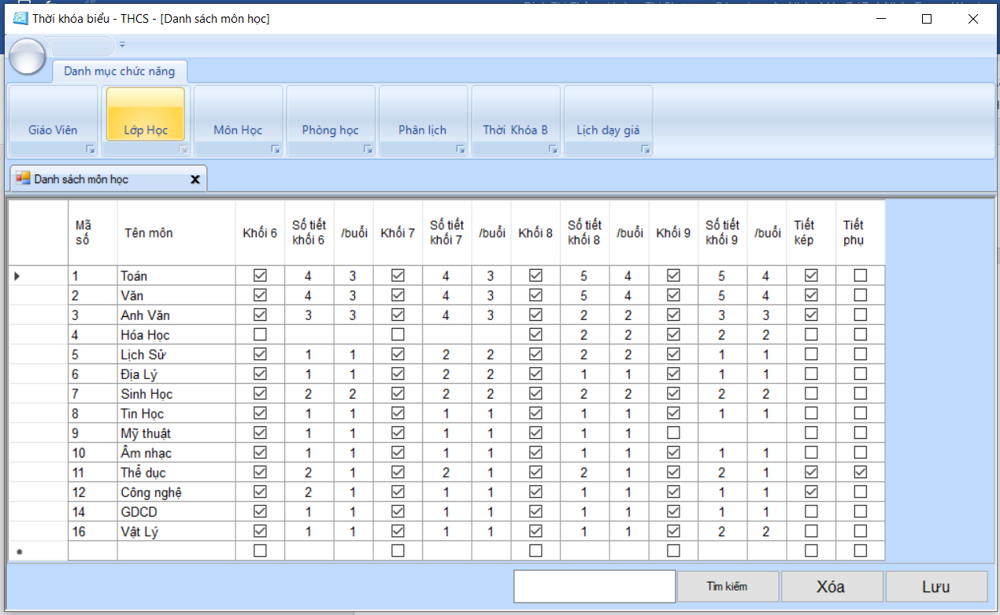 Thời khóa biểu - THCS - [Danh sách môn học]
Danh mục chức năng
Giáo Viên Lớp Học Môn Học Phòng học Phân lịch Thời Khóa B Lịch dạy giá
Danh sách môn học x
Mã số Tên môn Khối 6 Số tiết khối 6 /buổi Khối 7 Số tiết khối 7 /buổi Khối 8 Số tiết khối 8 /buổi Khối 9 Số tiết khối 9 /buổi Tiết kép Tiết phụ
1 Toán 4 3 4 3 5 4 5 4
2 Văn 4 3 4 3 5 4 5 4
3 Anh Văn 3 3 4 3 2 2 3 3
4 Hóa Học 2 2 2 2
5 Lịch Sử 1 1 2 2 2 2 1 1
6 Địa Lý 1 1 2 2 1 1 1 1
7 Sinh Học 2 2 2 2 2 2 2 2
8 Tin Học 1 1 1 1 1 1 1 1
9 Mỹ thuật 1 1 1 1 1 1
10 Âm nhạc 1 1 1 1 1 1 1 1
11 Thể dục 2 1 2 1 2 1 2 1
12 Công nghệ 2 1 1 1 1 1 1 1
14 GDCD 1 1 1 1 1 1 1 1
16 Vật Lý 1 1 1 1 1 1 2 2
Tìm kiếm Xóa Lưu